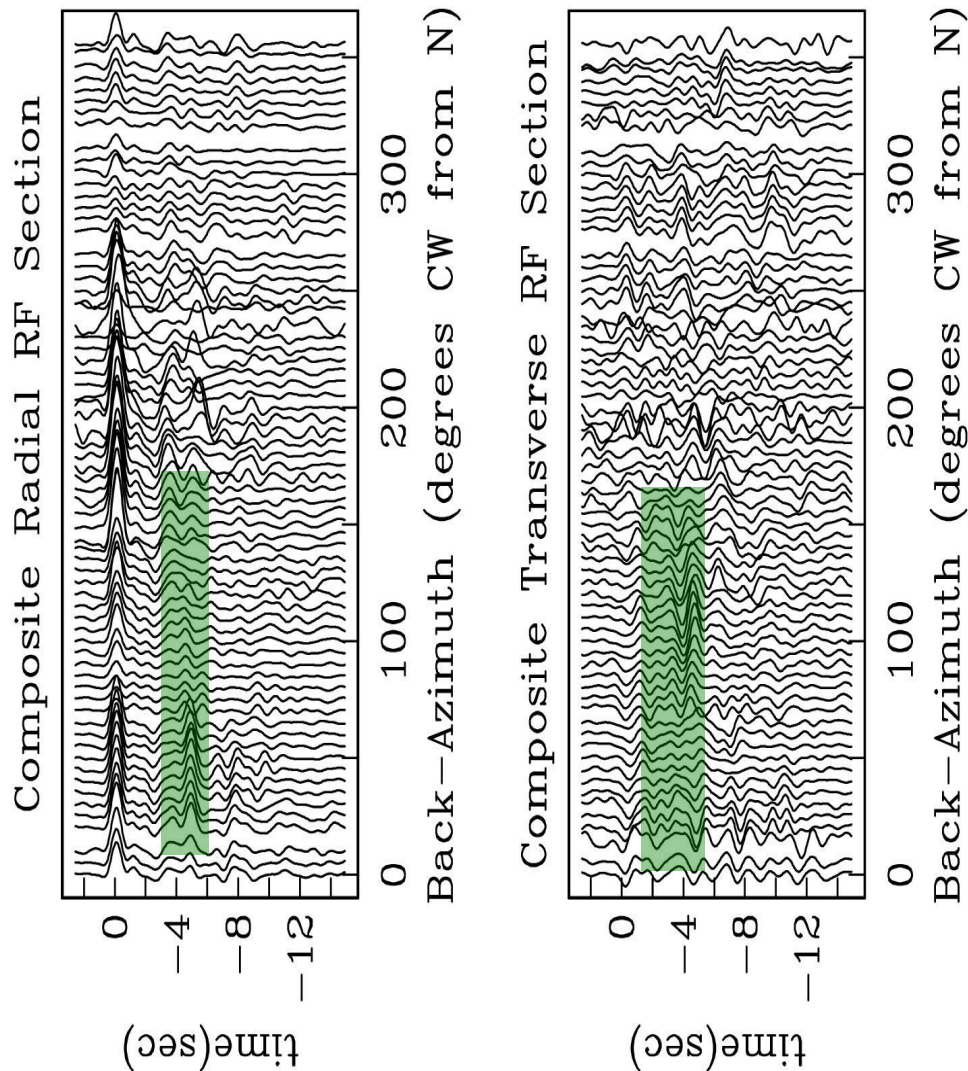 Composite Radial RF Section
0
−4
−8
−12
time(sec)
0
100
200
300
Back−Azimuth (degrees CW from N)
Composite Transverse RF Section
0
−4
−8
−12
time(sec)
0
100
200
300
Back−Azimuth (degrees CW from N)